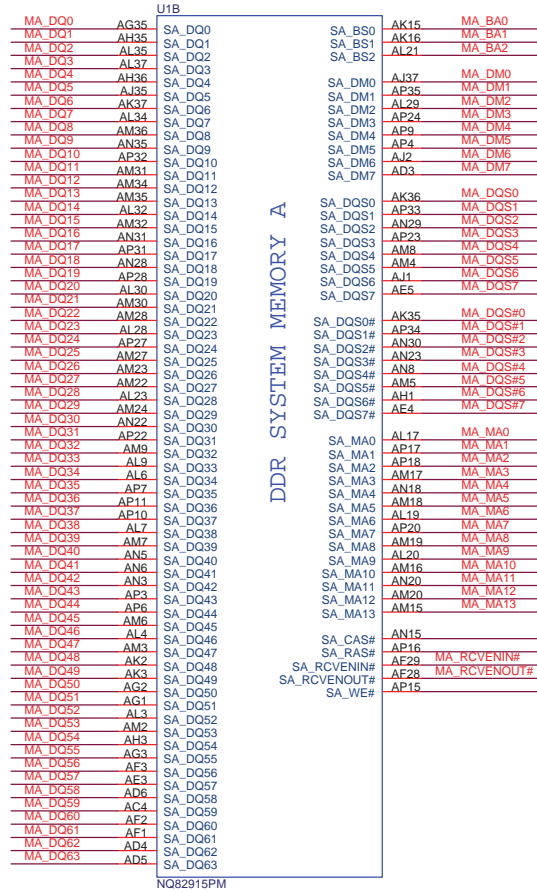 U1B
MA_DQ0 AG35 SA_DQ0
MA_DQ1 AH35 SA_DQ1
MA_DQ2 AL35 SA_DQ2
MA_DQ3 AL37 SA_DQ3
MA_DQ4 AH36 SA_DQ4
MA_DQ5 AJ35 SA_DQ5
MA_DQ6 AK37 SA_DQ6
MA_DQ7 AL34 SA_DQ7
MA_DQ8 AM36 SA_DQ8
MA_DQ9 AN35 SA_DQ9
MA_DQ10 AP32 SA_DQ10
MA_DQ11 AM31 SA_DQ11
MA_DQ12 AM34 SA_DQ12
MA_DQ13 AM35 SA_DQ13
MA_DQ14 AL32 SA_DQ14
MA_DQ15 AM32 SA_DQ15
MA_DQ16 AN31 SA_DQ16
MA_DQ17 AP31 SA_DQ17
MA_DQ18 AN28 SA_DQ18
MA_DQ19 AP28 SA_DQ19
MA_DQ20 AL30 SA_DQ20
MA_DQ21 AM30 SA_DQ21
MA_DQ22 AM28 SA_DQ22
MA_DQ23 AL28 SA_DQ23
MA_DQ24 AP27 SA_DQ24
MA_DQ25 AM27 SA_DQ25
MA_DQ26 AM23 SA_DQ26
MA_DQ27 AM22 SA_DQ27
MA_DQ28 AL23 SA_DQ28
MA_DQ29 AM24 SA_DQ29
MA_DQ30 AN22 SA_DQ30
MA_DQ31 AP22 SA_DQ31
MA_DQ32 AM9 SA_DQ32
MA_DQ33 AL9 SA_DQ33
MA_DQ34 AL6 SA_DQ34
MA_DQ35 AP7 SA_DQ35
MA_DQ36 AP11 SA_DQ36
MA_DQ37 AP10 SA_DQ37
MA_DQ38 AL7 SA_DQ38
MA_DQ39 AM7 SA_DQ39
MA_DQ40 AN5 SA_DQ40
MA_DQ41 AN6 SA_DQ41
MA_DQ42 AN3 SA_DQ42
MA_DQ43 AP3 SA_DQ43
MA_DQ44 AP6 SA_DQ44
MA_DQ45 AM6 SA_DQ45
MA_DQ46 AL4 SA_DQ46
MA_DQ47 AM3 SA_DQ47
MA_DQ48 AK2 SA_DQ48
MA_DQ49 AK3 SA_DQ49
MA_DQ50 AG2 SA_DQ50
MA_DQ51 AG1 SA_DQ51
MA_DQ52 AL3 SA_DQ52
MA_DQ53 AM2 SA_DQ53
MA_DQ54 AH3 SA_DQ54
MA_DQ55 AG3 SA_DQ55
MA_DQ56 AF3 SA_DQ56
MA_DQ57 AE3 SA_DQ57
MA_DQ58 AD6 SA_DQ58
MA_DQ59 AC4 SA_DQ59
MA_DQ60 AF2 SA_DQ60
MA_DQ61 AF1 SA_DQ61
MA_DQ62 AD4 SA_DQ62
MA_DQ63 AD5 SA_DQ63
DDR SYSTEM MEMORY A
SA_BS0 AK15 MA_BA0
SA_BS1 AK16 MA_BA1
SA_BS2 AL21 MA_BA2
SA_DM0 AJ37 MA_DM0
SA_DM1 AP35 MA_DM1
SA_DM2 AL29 MA_DM2
SA_DM3 AP24 MA_DM3
SA_DM4 AP9 MA_DM4
SA_DM5 AP4 MA_DM5
SA_DM6 AJ2 MA_DM6
SA_DM7 AD3 MA_DM7
SA_DQS0 AK36 MA_DQS0
SA_DQS1 AP33 MA_DQS1
SA_DQS2 AN29 MA_DQS2
SA_DQS3 AP23 MA_DQS3
SA_DQS4 AM8 MA_DQS4
SA_DQS5 AM4 MA_DQS5
SA_DQS6 AJ1 MA_DQS6
SA_DQS7 AE5 MA_DQS7
SA_DQS0# AK35 MA_DQS#0
SA_DQS1# AP34 MA_DQS#1
SA_DQS2# AN30 MA_DQS#2
SA_DQS3# AN23 MA_DQS#3
SA_DQS4# AN8 MA_DQS#4
SA_DQS5# AM5 MA_DQS#5
SA_DQS6# AH1 MA_DQS#6
SA_DQS7# AE4 MA_DQS#7
SA_MA0 AL17 MA_MA0
SA_MA1 AP17 MA_MA1
SA_MA2 AP18 MA_MA2
SA_MA3 AM17 MA_MA3
SA_MA4 AN18 MA_MA4
SA_MA5 AM18 MA_MA5
SA_MA6 AL19 MA_MA6
SA_MA7 AP20 MA_MA7
SA_MA8 AM19 MA_MA8
SA_MA9 AL20 MA_MA9
SA_MA10 AM16 MA_MA10
SA_MA11 AN20 MA_MA11
SA_MA12 AM20 MA_MA12
SA_MA13 AM15 MA_MA13
SA_CAS# AN15
SA_RAS# AP16
SA_RCVENIN# AF29 MA_RCVENIN#
SA_RCVENOUT# AF28 MA_RCVENOUT#
SA_WE# AP15
NQ82915PM